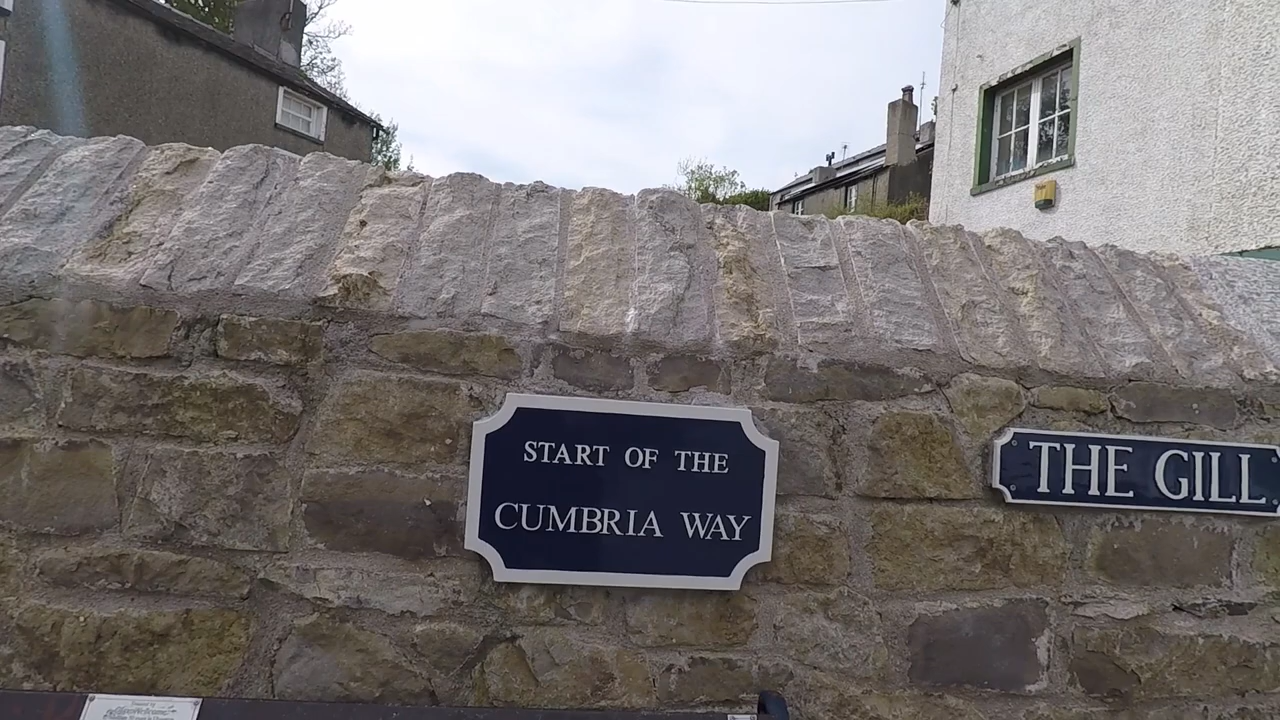 START OF THE
CUMBRIA WAY
THE GILL